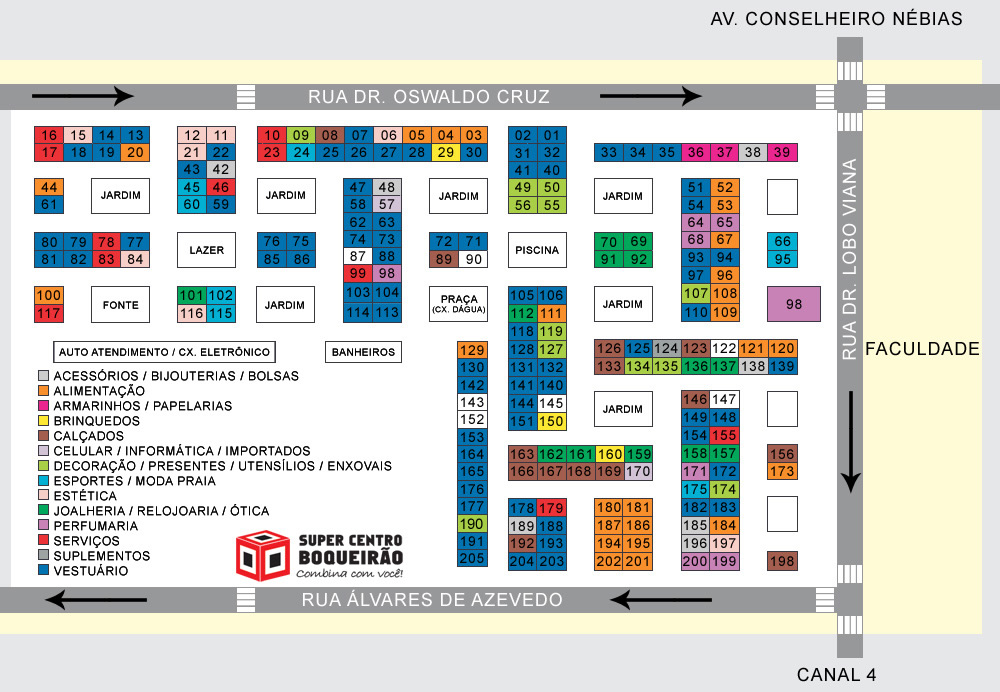 AV. CONSELHEIRO NÉBIAS
RUA DR. OSWALDO CRUZ
16 15 14 13
12 11
10 09 08 07 06 05 04 03
02 01
17 18 19 20
21 22
23 24 25 26 27 28 29 30
31 32
33 34 35 36 37 38 39
43 42
41 40
44
JARDIM
45 46
JARDIM
47 48
JARDIM
49 50
JARDIM
51 52
61
60 59
58 57
56 55
54 53
62 63
64 65
80 79 78 77
LAZER
76 75
74 73
72 71
PISCINA
70 69
68 67
66
81 82 83 84
85 86
87 88
89 90
91 92
93 94
95
99 98
97 96
100
FONTE
101 102
JARDIM
103 104
PRAÇA
(CX. DÁGUA)
105 106
JARDIM
107 108
98
117
116 115
114 113
112 111
110 109
118 119
AUTO ATENDIMENTO / CX. ELETRÔNICO
BANHEIROS
129
128 127
126 125 124 123 122 121 120
130
131 132
133 134 135 136 137 138 139
142
141 140
143
144 145
JARDIM
146 147
152
151 150
149 148
153
154 155
164
163 162 161 160 159
158 157
156
165
166 167 168 169 170
171 172
173
176
175 174
177
178 179
180 181
182 183
190
189 188
187 186
185 184
191
192 193
194 195
196 197
205
204 203
202 201
200 199
198
ACESSÓRIOS / BIJOUTERIAS / BOLSAS
ALIMENTAÇÃO
ARMARINHOS / PAPELARIAS
BRINQUEDOS
CALÇADOS
CELULAR / INFORMÁTICA / IMPORTADOS
DECORAÇÃO / PRESENTES / UTENSÍLIOS / ENXOVAIS
ESPORTES / MODA PRAIA
ESTÉTICA
JOALHERIA / RELOJOARIA / ÓTICA
PERFUMARIA
SERVIÇOS
SUPLEMENTOS
VESTUÁRIO
SUPER CENTRO
BOQUEIRÃO
Combina com você!
RUA DR. LOBO VIANA
FACULDADE
RUA ÁLVARES DE AZEVEDO
CANAL 4